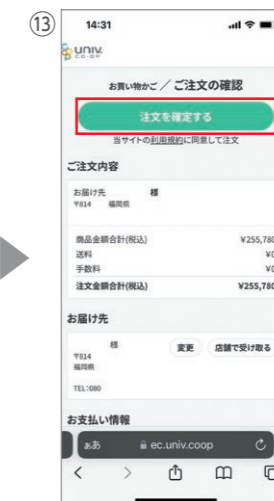 ⑬
14:31
univ.
CO-OP
お買い物かご / ご注文の確認
注文を確定する
当サイトの利用規約に同意して注文
ご注文内容
お届け先 様
〒814 福岡県
商品金額合計(税込) ¥255,780
送料 ¥0
手数料 ¥0
注文金額合計(税込) ¥255,780
お届け先
様
〒814
福岡県
TEL:080
変更 店舗で受け取る
お支払い情報
ぁあ ec.univ.coop